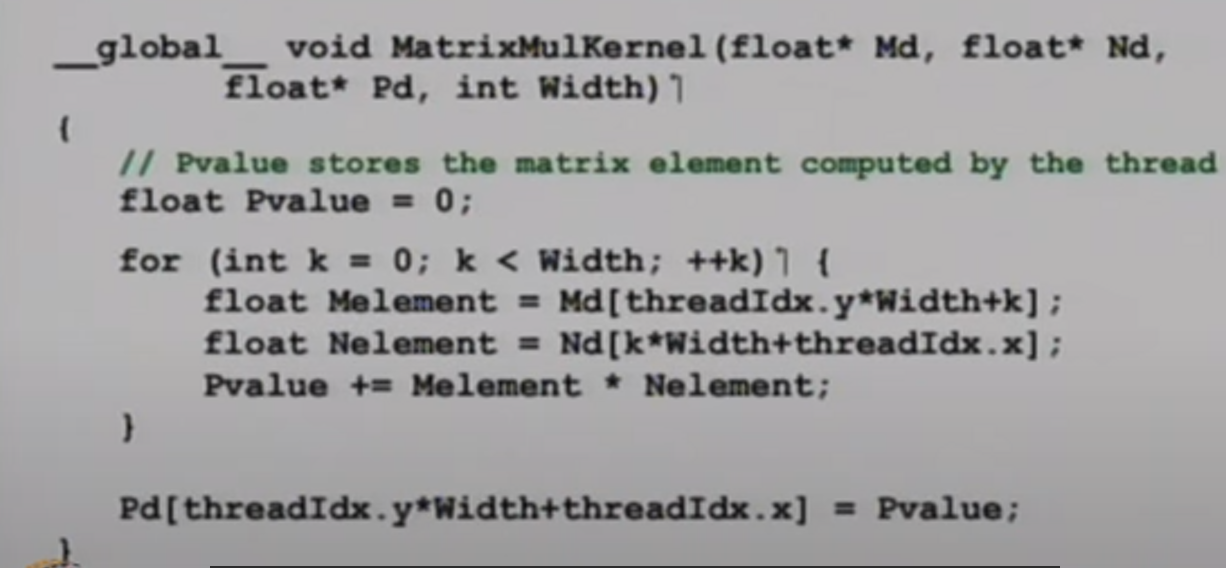 __global__ void MatrixMulKernel(float* Md, float* Nd,
float* Pd, int Width)˥
{
// Pvalue stores the matrix element computed by the thread
float Pvalue = 0;
for (int k = 0; k < Width; ++k)˥ {
float Melement = Md[threadIdx.y*Width+k];
float Nelement = Nd[k*Width+threadIdx.x];
Pvalue += Melement * Nelement;
}
Pd[threadIdx.y*Width+threadIdx.x] = Pvalue;
}